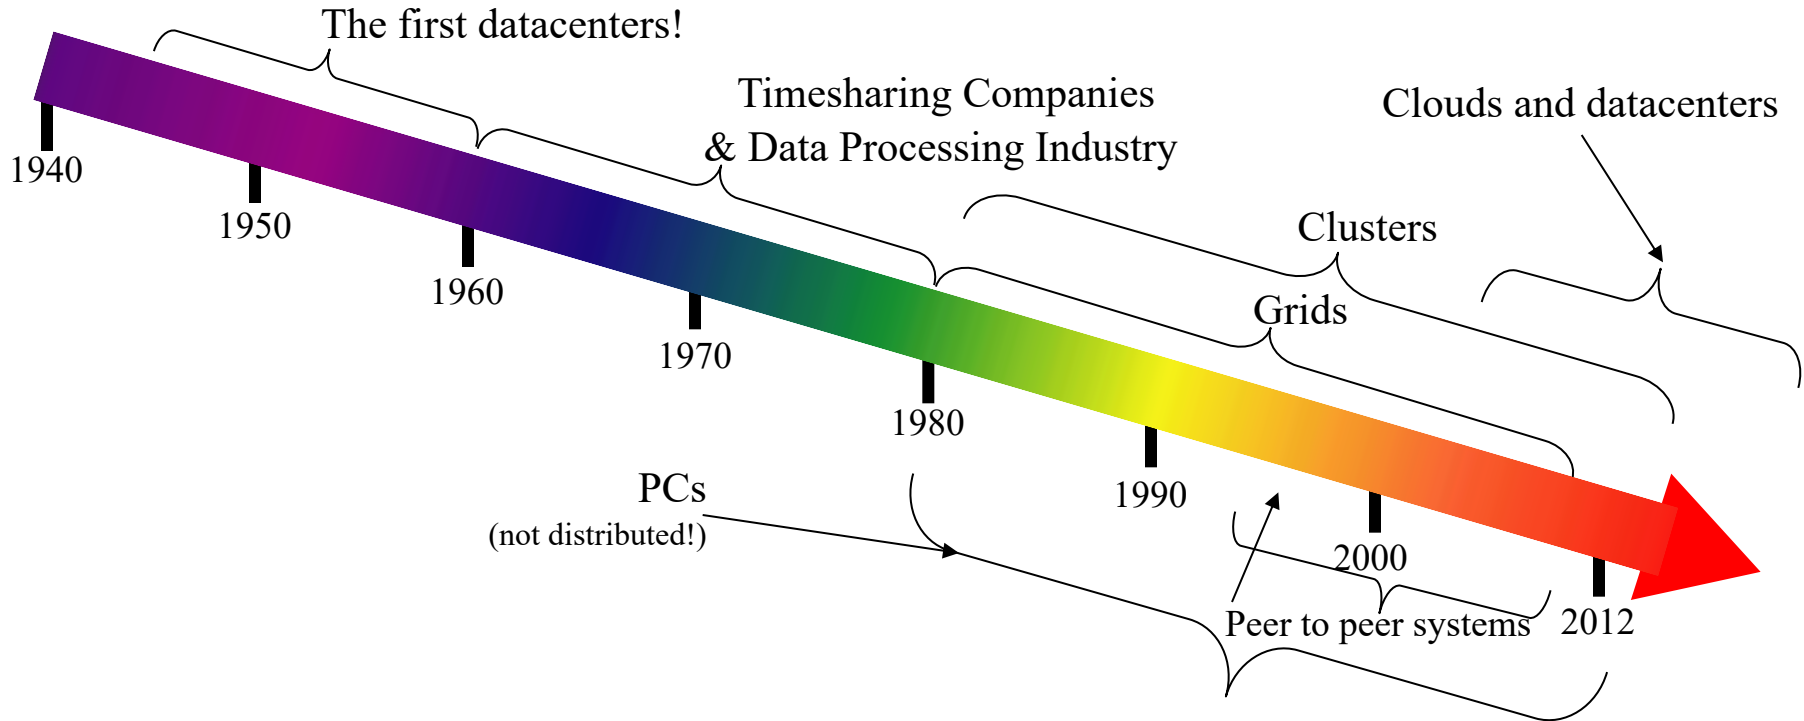 The first datacenters!
Timesharing Companies
& Data Processing Industry
Clouds and datacenters
Clusters
Grids
1940
1950
1960
1970
1980
1990
2000
2012
PCs
(not distributed!)
Peer to peer systems